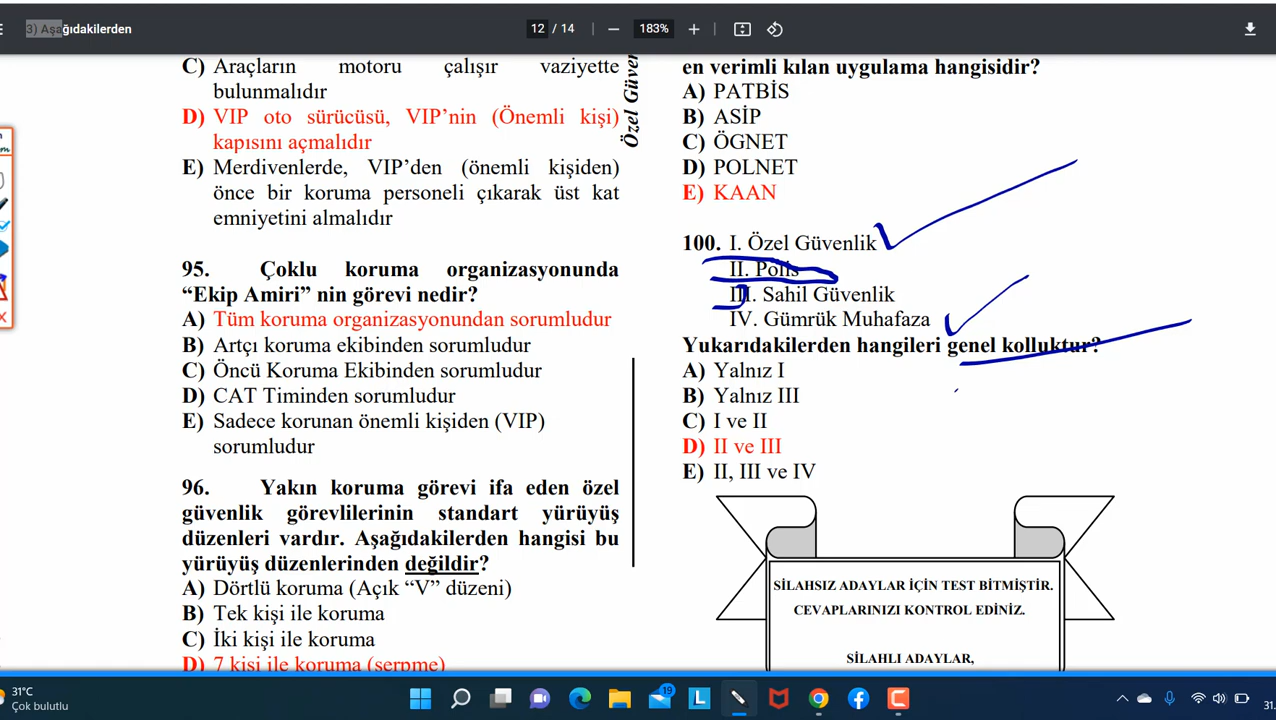 3) Aşağıdakilerden
12 / 14
183%
C) Araçların motoru çalışır vaziyette
bulunmalıdır
D) VIP oto sürücüsü, VIP'nin (Önemli kişi)
kapısını açmalıdır
E) Merdivenlerde, VIP'den (önemli kişiden)
önce bir koruma personeli çıkarak üst kat
emniyetini almalıdır
95. Çoklu koruma organizasyonunda
“Ekip Amiri” nin görevi nedir?
A) Tüm koruma organizasyonundan sorumludur
B) Artçı koruma ekibinden sorumludur
C) Öncü Koruma Ekibinden sorumludur
D) CAT Timinden sorumludur
E) Sadece korunan önemli kişiden (VIP)
sorumludur
96. Yakın koruma görevi ifa eden özel
güvenlik görevlilerinin standart yürüyüş
düzenleri vardır. Aşağıdakilerden hangisi bu
yürüyüş düzenlerinden değildir?
A) Dörtlü koruma (Açık “V” düzeni)
B) Tek kişi ile koruma
C) İki kişi ile koruma
D) 7 kişi ile koruma (serpme)
Özel Güven
en verimli kılan uygulama hangisidir?
A) PATBİS
B) ASİP
C) ÖGNET
D) POLNET
E) KAAN
100. I. Özel Güvenlik
II. Polis
III. Sahil Güvenlik
IV. Gümrük Muhafaza
Yukarıdakilerden hangileri genel kolluktur?
A) Yalnız I
B) Yalnız III
C) I ve II
D) II ve III
E) II, III ve IV
SİLAHSIZ ADAYLAR İÇİN TEST BİTMİŞTİR.
CEVAPLARINIZI KONTROL EDİNİZ.
SİLAHLI ADAYLAR,
31°C
Çok bulutlu
19
L
31.